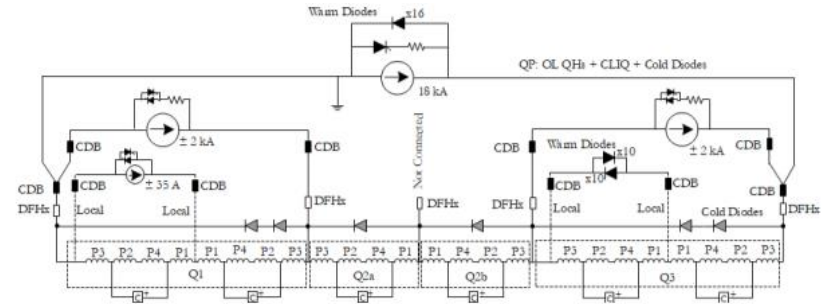 Warm Diodes
x16
QP: OL QHs + CLIQ + Cold Diodes
18 kA
± 2 kA
± 2 kA
CDB
CDB
CDB
CDB
Not Connected
Warm Diodes
x10
± 35 A
x10
CDB
CDB
CDB
CDB
CDB
CDB
DFHx
DFHx
DFHx
DFHx
DFHx
Local
Local
Local
Local
Cold Diodes
P3 P2 P4 P1 P1 P4 P2 P3 P3 P2 P4 P1 P1 P4 P2 P3 P3 P2 P4 P1 P1 P4 P2 P3
Q1
Q2a
Q2b
Q3
C + C + C + C + C + C +